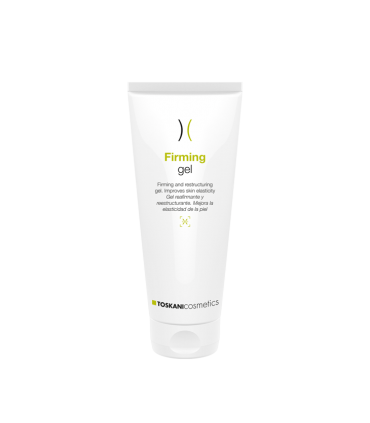 Firming
gel
Firming and restructuring
gel. Improves skin elasticity
Gel reafirmante y
reestructurante. Mejora la
elasticidad de la piel
TOSKANIcosmetics